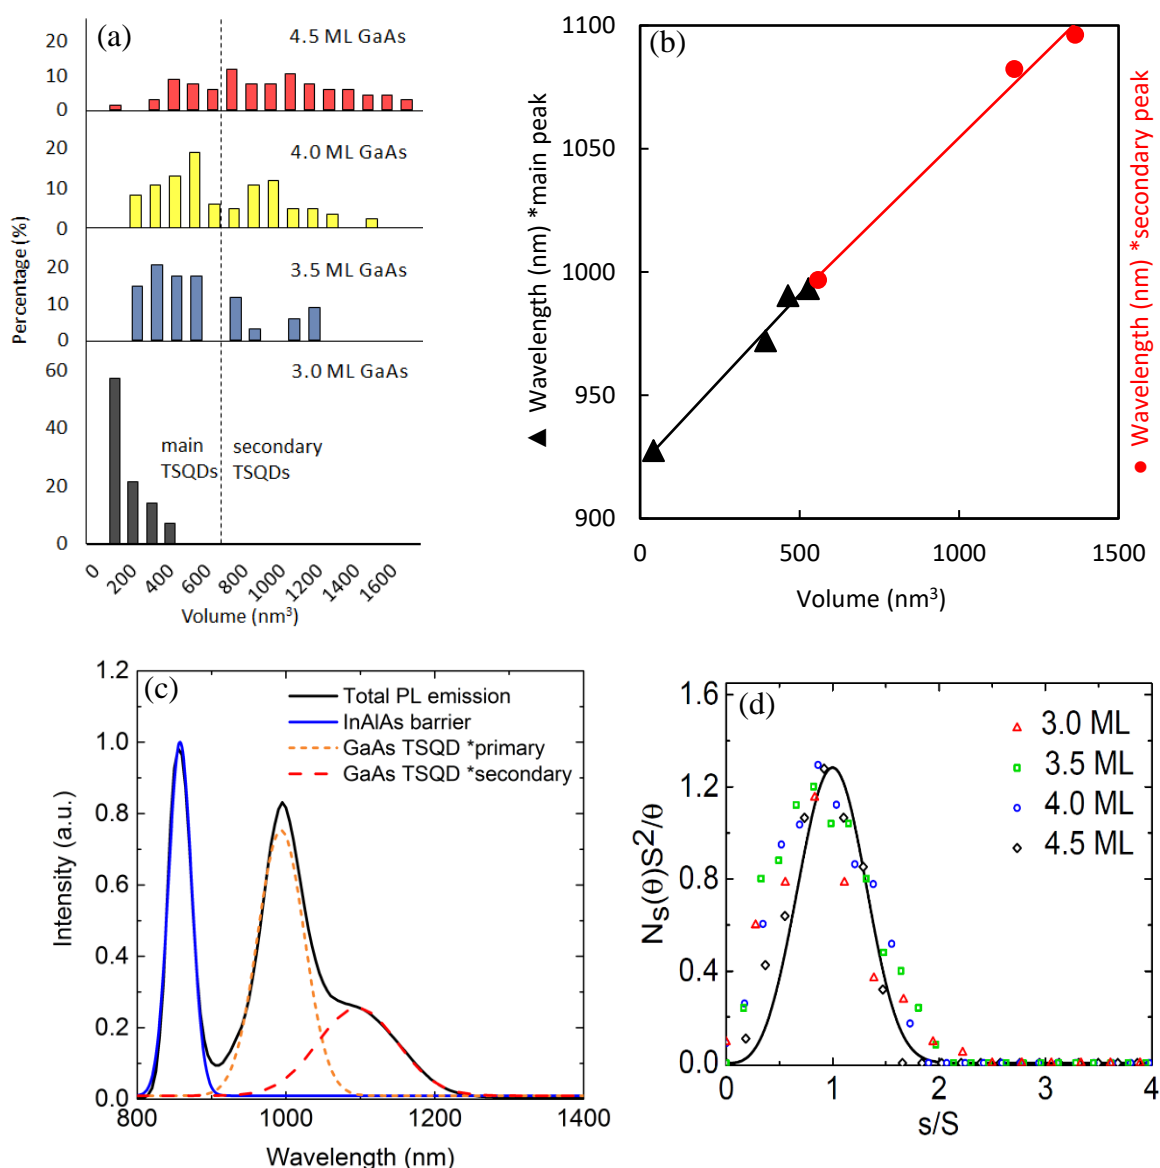 (a)
4.5 ML GaAs
20
10
0
4.0 ML GaAs
20
10
0
3.5 ML GaAs
20
10
0
3.0 ML GaAs
60
40
20
0
main
TSQDs
secondary
TSQDs
Percentage (%)
0
200
400
600
800
1000
1200
1400
1600
Volume (nm³)
(b)
1100
1050
1000
950
900
0
500
1000
1500
Volume (nm³)
▲ Wavelength (nm) *main peak
● Wavelength (nm) *secondary peak
(c)
1.2
1.0
0.8
0.6
0.4
0.2
0.0
Total PL emission
InAlAs barrier
GaAs TSQD *primary
GaAs TSQD *secondary
Intensity (a.u.)
800
1000
1200
1400
Wavelength (nm)
(d)
1.6
1.2
0.8
0.4
0.0
3.0 ML
3.5 ML
4.0 ML
4.5 ML
Ns(θ)S²/θ
0
1
2
3
4
s/S